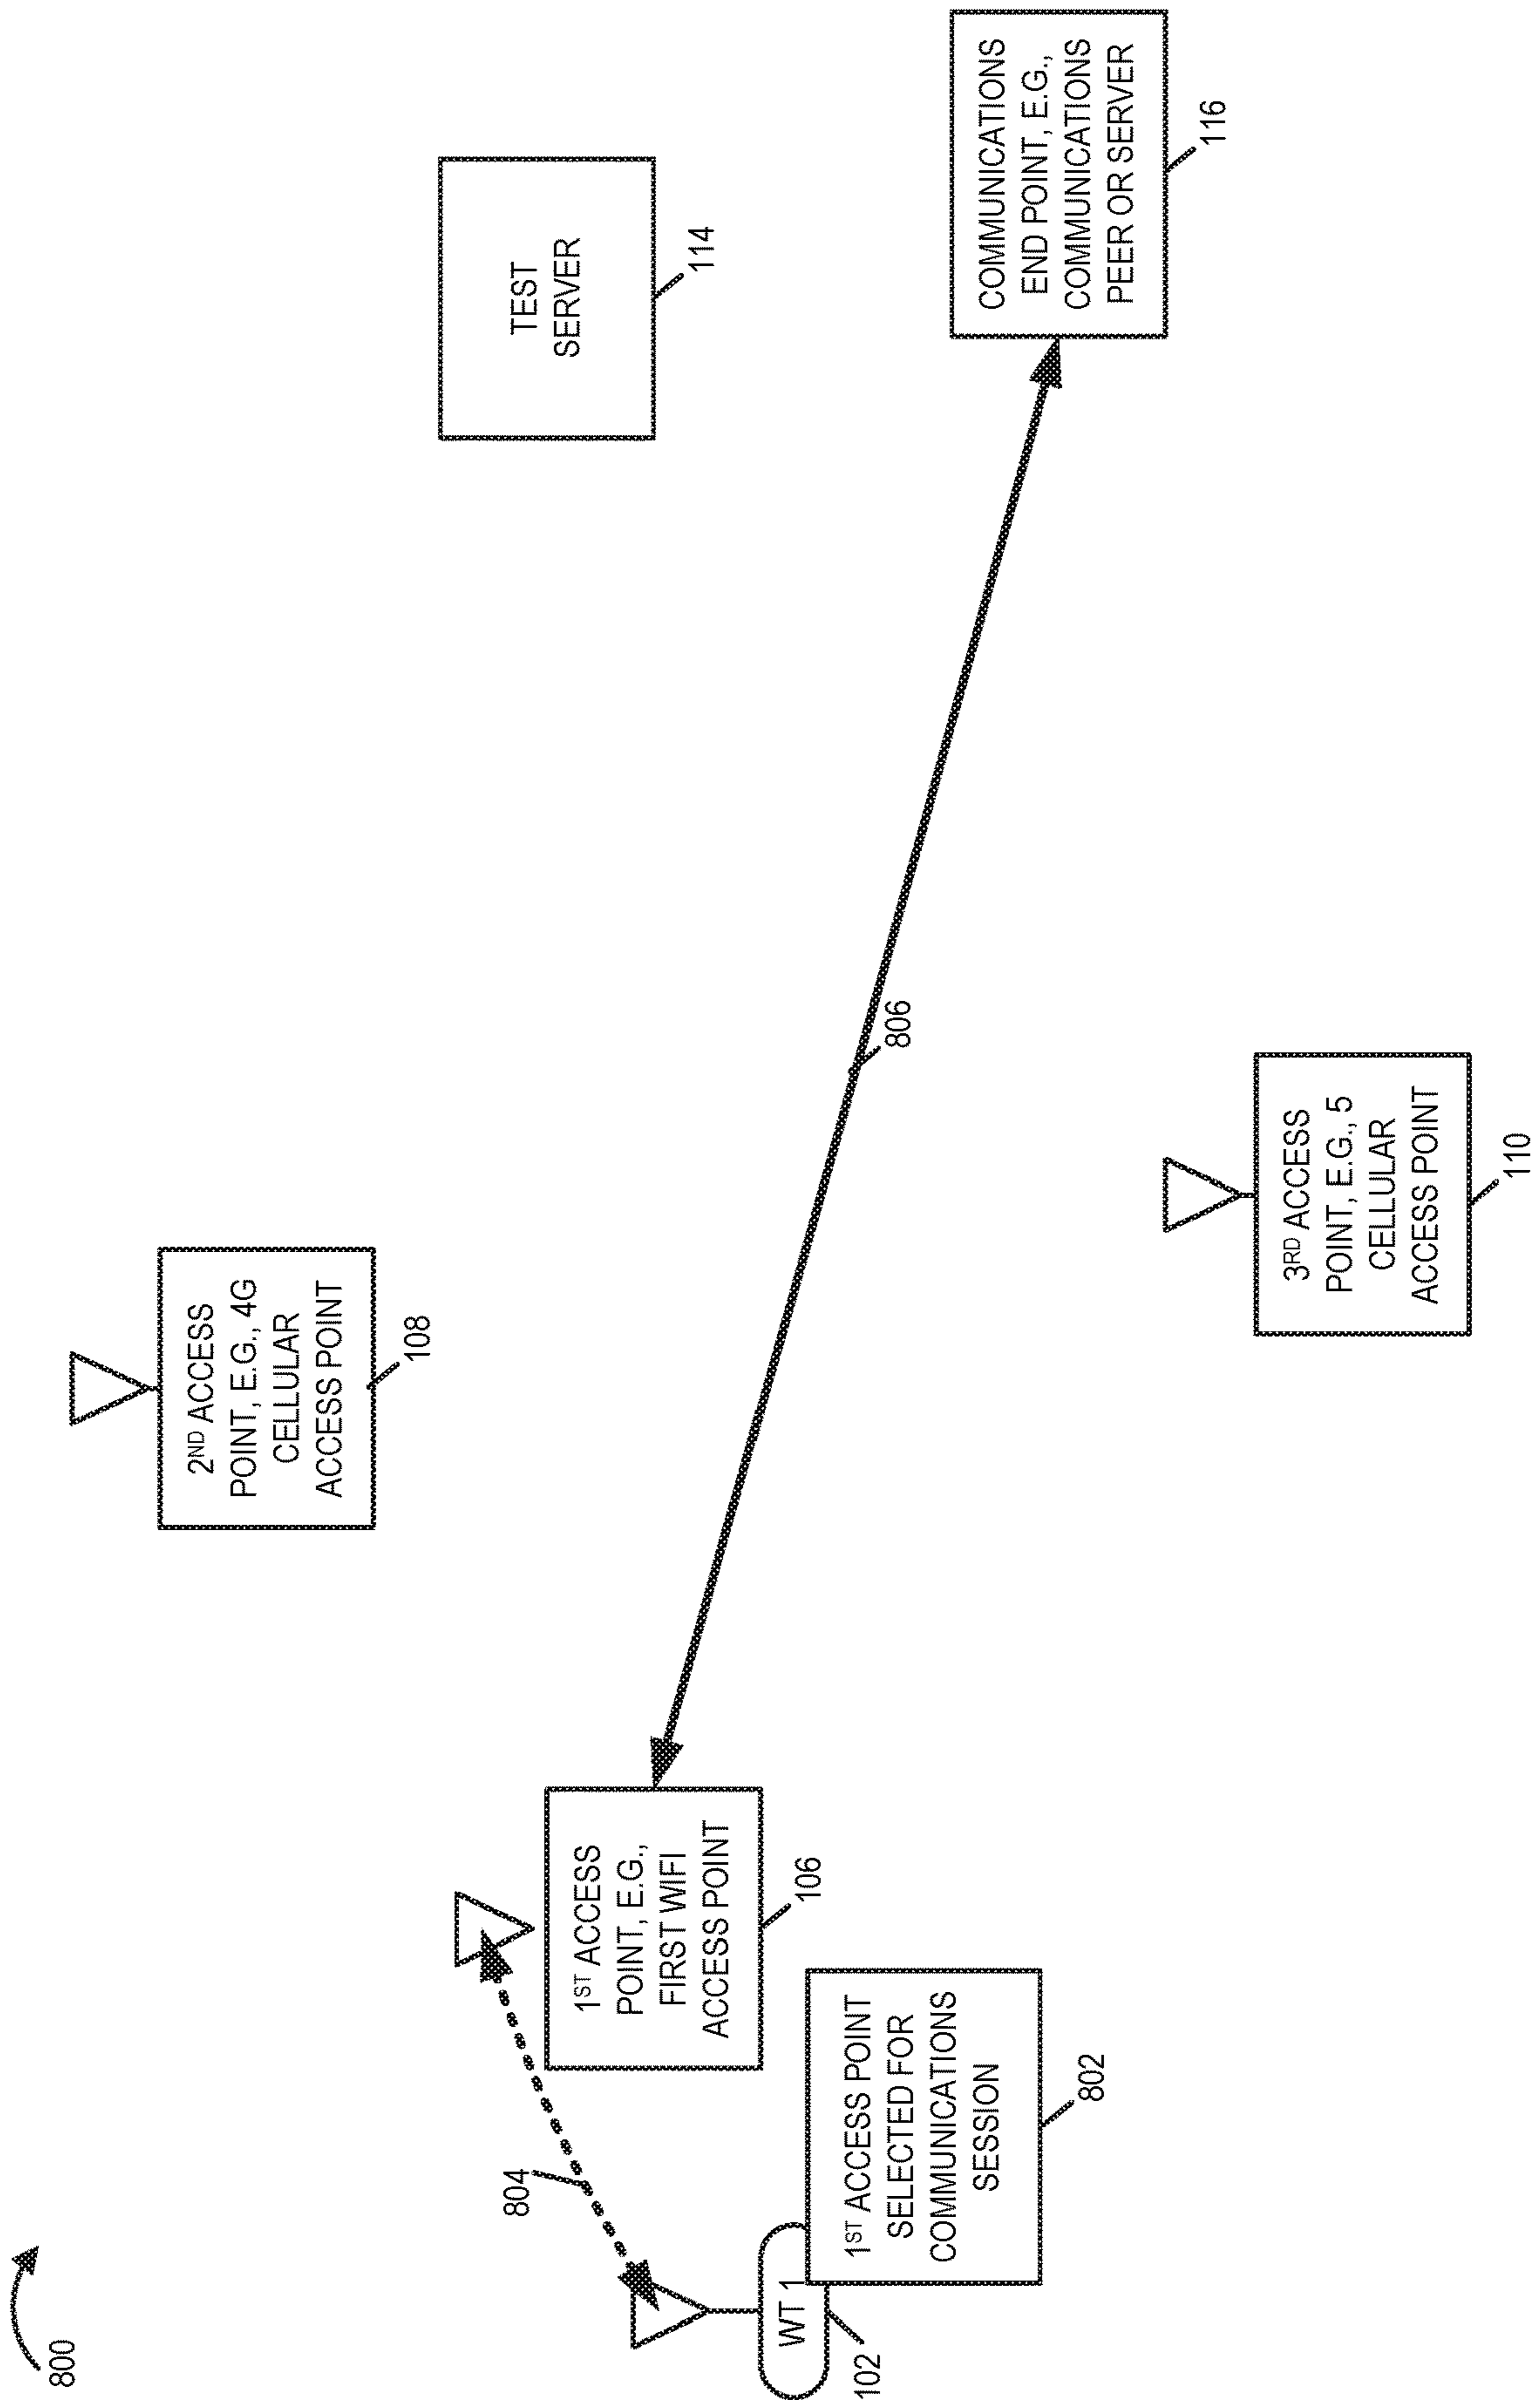 800
2ND ACCESS
POINT, E.G., 4G
CELLULAR
ACCESS POINT
108
TEST
SERVER
114
804
1ST ACCESS
POINT, E.G.,
FIRST WIFI
ACCESS POINT
106
806
WT 1
102
1ST ACCESS POINT
SELECTED FOR
COMMUNICATIONS
SESSION
802
COMMUNICATIONS
END POINT, E.G.,
COMMUNICATIONS
PEER OR SERVER
116
3RD ACCESS
POINT, E.G., 5
CELLULAR
ACCESS POINT
110